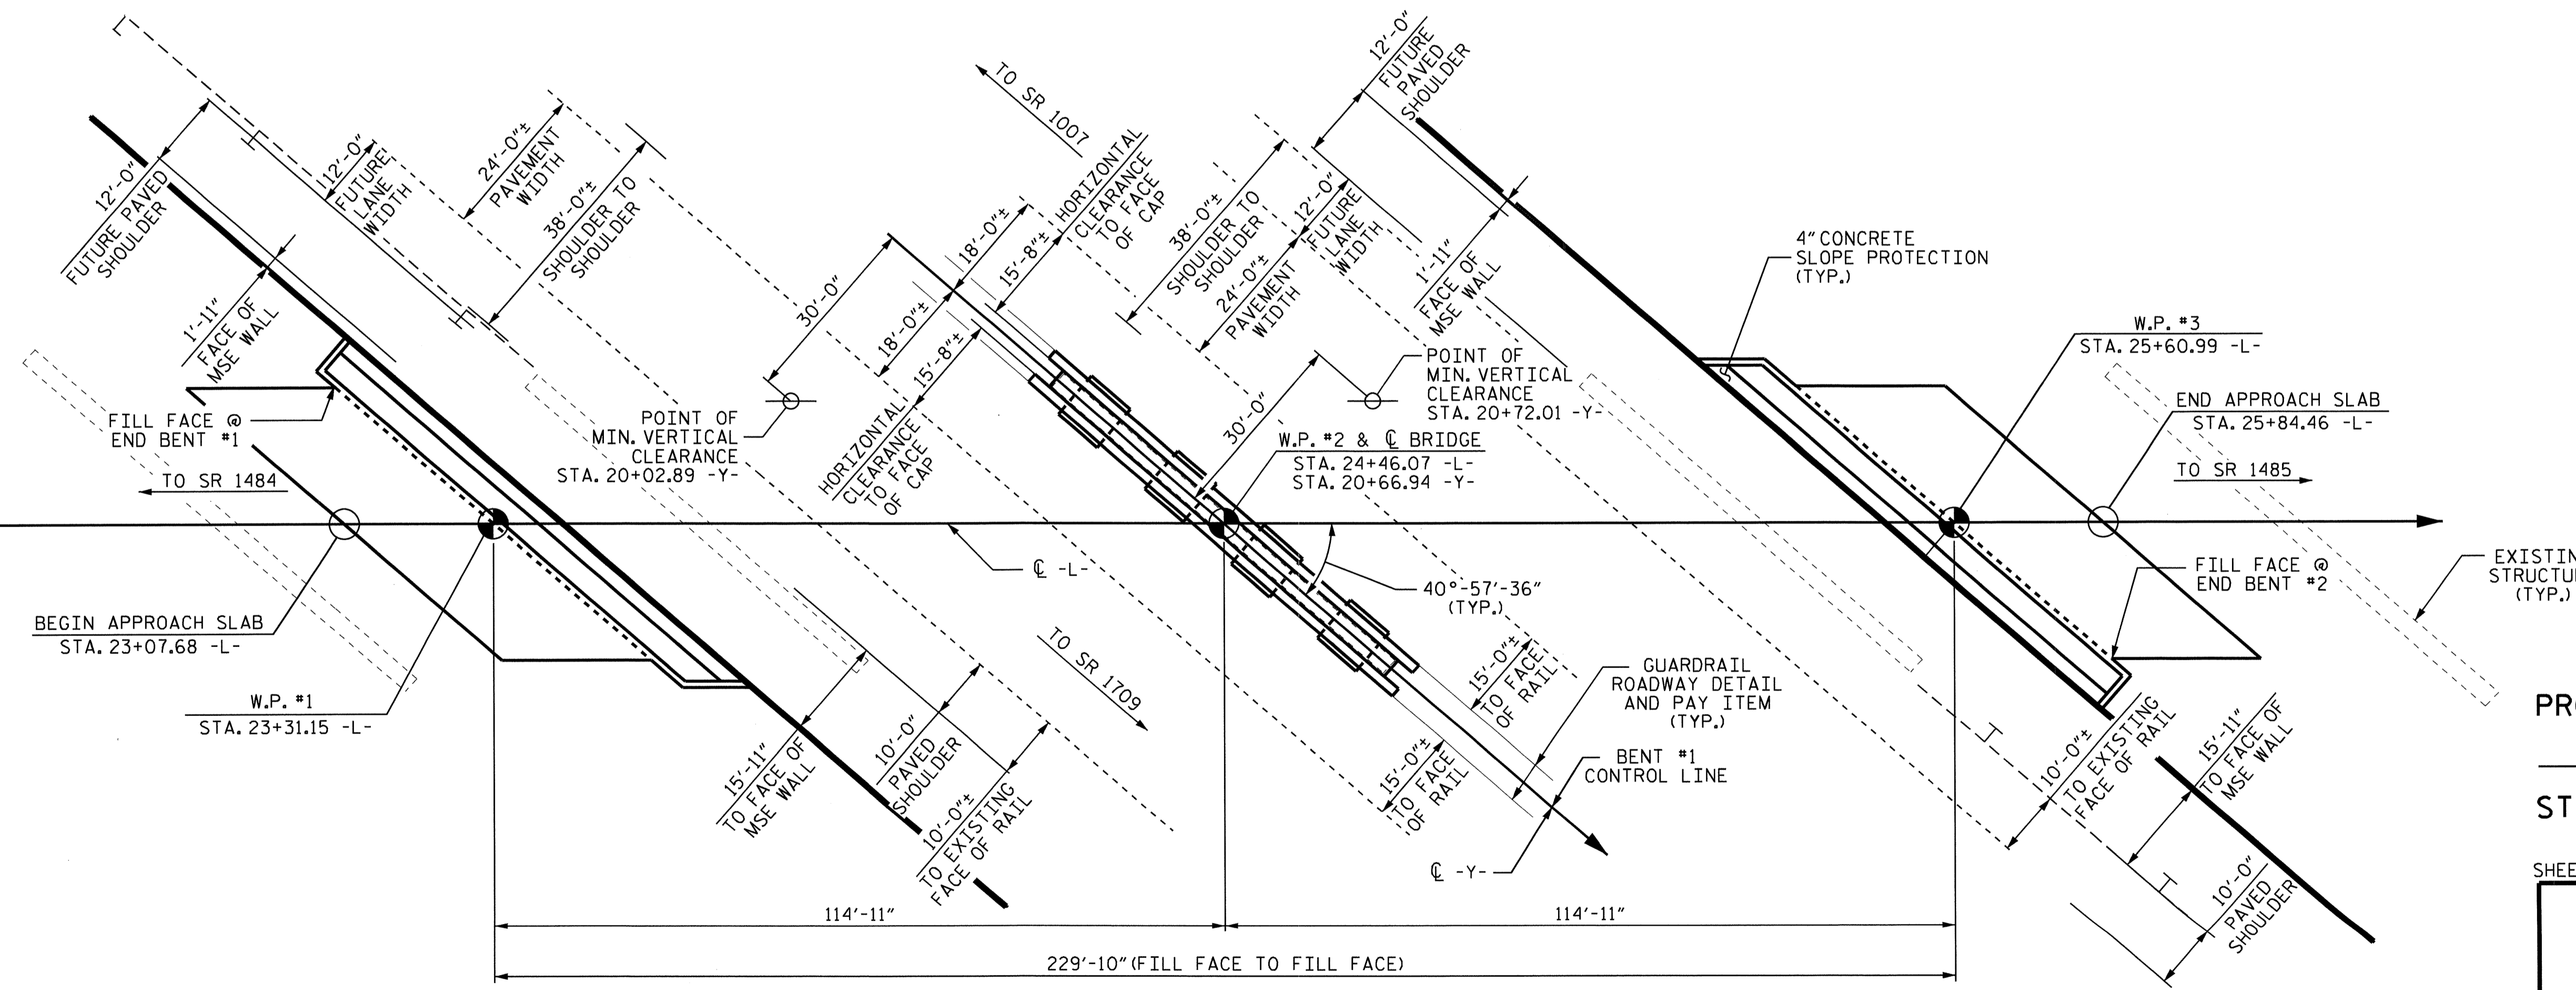 12'-0"
FUTURE PAVED
SHOULDER
12'-0"
FUTURE
LANE
WIDTH
24'-0"±
PAVEMENT
WIDTH
38'-0"±
SHOULDER TO
SHOULDER
1'-11"
FACE OF
MSE WALL
TO SR 1007
30'-0"
18'-0"±
18'-0"±
15'-8"±
HORIZONTAL
CLEARANCE
TO FACE
OF CAP
15'-8"±
HORIZONTAL
CLEARANCE
TO FACE
OF CAP
38'-0"±
SHOULDER TO
SHOULDER
24'-0"±
PAVEMENT
WIDTH
12'-0"
FUTURE
LANE
WIDTH
12'-0"
FUTURE
PAVED
SHOULDER
1'-11"
FACE OF
MSE WALL
4" CONCRETE
SLOPE PROTECTION
(TYP.)
W.P. #3
STA. 25+60.99 -L-
END APPROACH SLAB
STA. 25+84.46 -L-
TO SR 1485
FILL FACE @
END BENT #1
TO SR 1484
POINT OF
MIN. VERTICAL
CLEARANCE
STA. 20+02.89 -Y-
POINT OF
MIN. VERTICAL
CLEARANCE
STA. 20+72.01 -Y-
30'-0"
W.P. #2 & ℄ BRIDGE
STA. 24+46.07 -L-
STA. 20+66.94 -Y-
℄ -L-
40°-57'-36"
(TYP.)
FILL FACE @
END BENT #2
BEGIN APPROACH SLAB
STA. 23+07.68 -L-
W.P. #1
STA. 23+31.15 -L-
TO SR 1709
15'-11"
TO FACE OF
MSE WALL
10'-0"
PAVED
SHOULDER
10'-0"±
TO EXISTING
FACE OF RAIL
15'-0"±
TO FACE
OF RAIL
15'-0"±
TO FACE
OF RAIL
GUARDRAIL
ROADWAY DETAIL
AND PAY ITEM
(TYP.)
BENT #1
CONTROL LINE
℄ -Y-
10'-0"±
TO EXISTING
FACE OF RAIL
15'-11"
TO FACE OF
MSE WALL
10'-0"
PAVED
SHOULDER
114'-11"
114'-11"
229'-10" (FILL FACE TO FILL FACE)
EXISTIN
STRUCTU
(TYP.)
PR
ST
SHEE